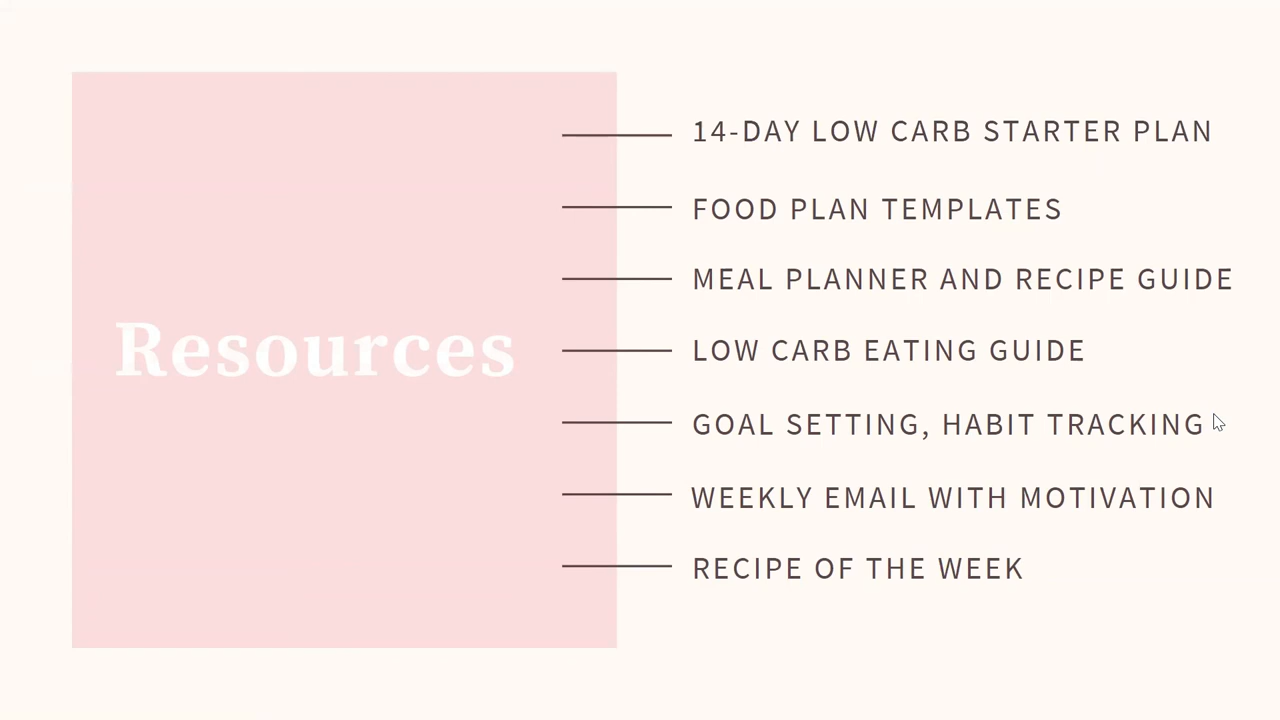 Resources
14-DAY LOW CARB STARTER PLAN
FOOD PLAN TEMPLATES
MEAL PLANNER AND RECIPE GUIDE
LOW CARB EATING GUIDE
GOAL SETTING, HABIT TRACKING
WEEKLY EMAIL WITH MOTIVATION
RECIPE OF THE WEEK